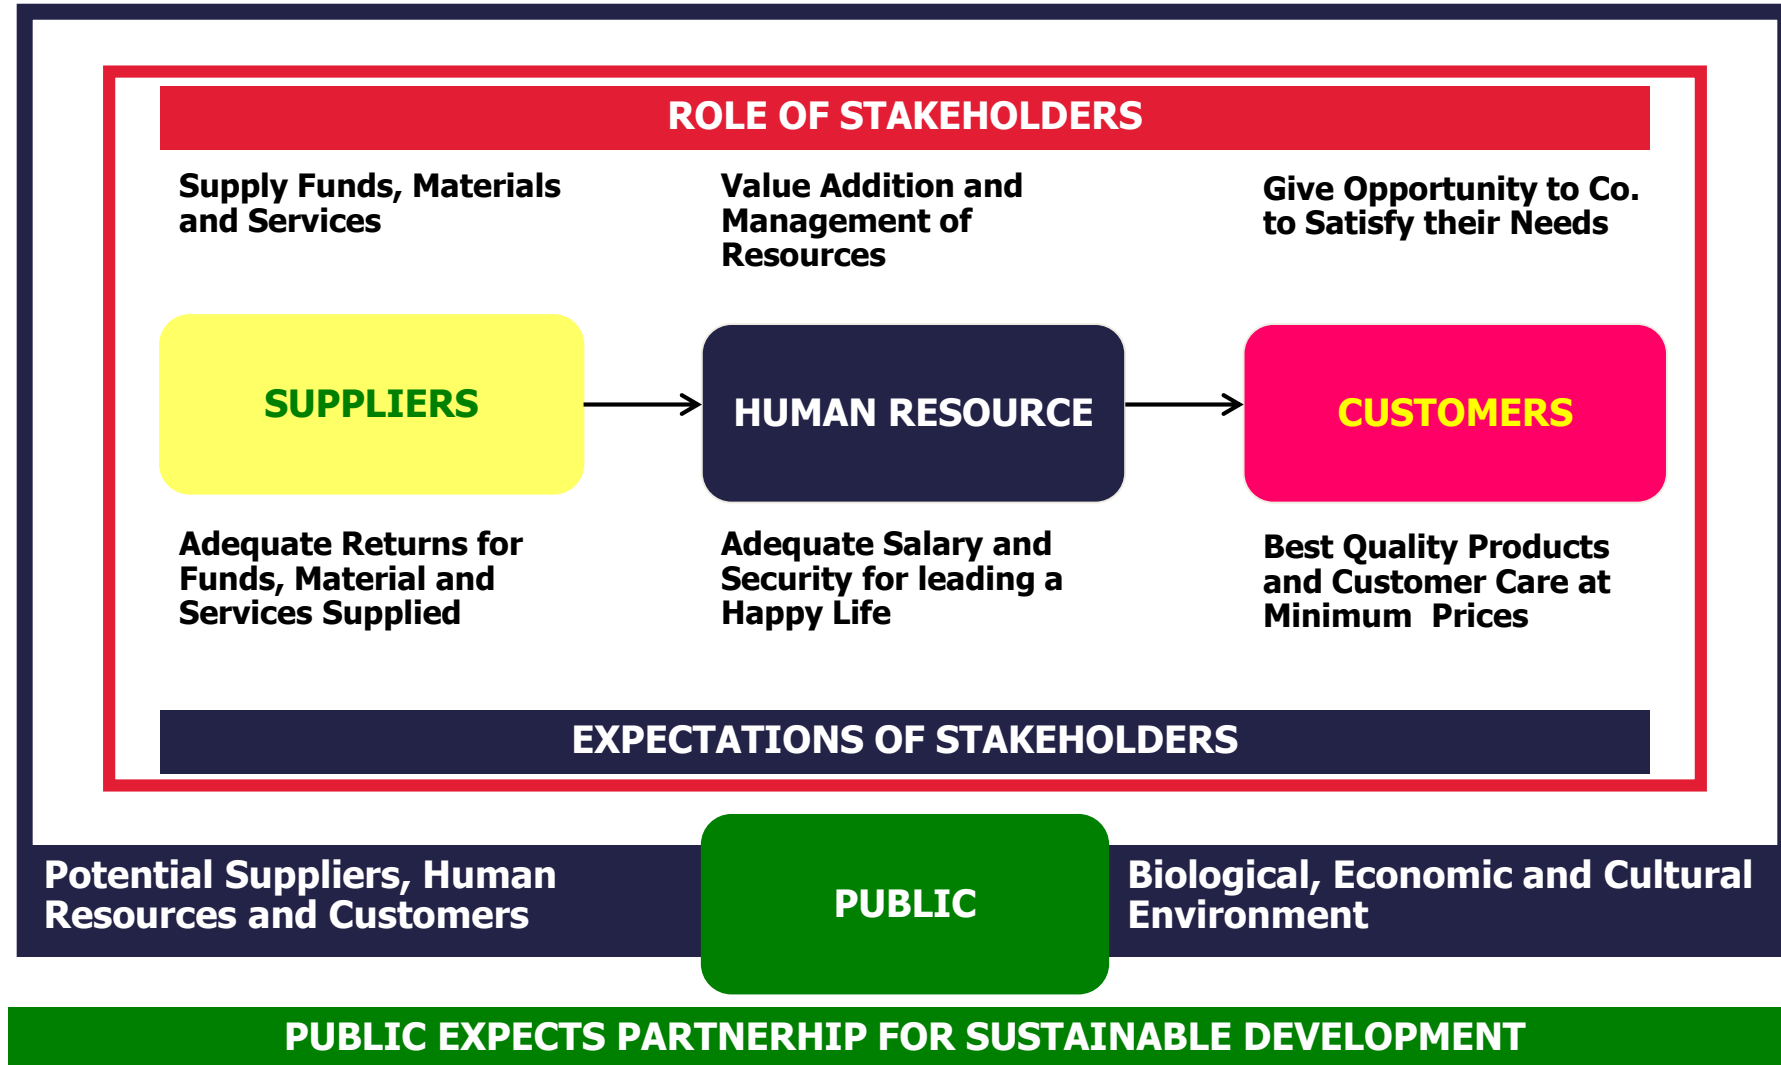 ROLE OF STAKEHOLDERS
Supply Funds, Materials
and Services
Value Addition and
Management of
Resources
Give Opportunity to Co.
to Satisfy their Needs
SUPPLIERS
HUMAN RESOURCE
CUSTOMERS
Adequate Returns for
Funds, Material and
Services Supplied
Adequate Salary and
Security for leading a
Happy Life
Best Quality Products
and Customer Care at
Minimum  Prices
EXPECTATIONS OF STAKEHOLDERS
Potential Suppliers, Human
Resources and Customers
PUBLIC
Biological, Economic and Cultural
Environment
PUBLIC EXPECTS PARTNERHIP FOR SUSTAINABLE DEVELOPMENT